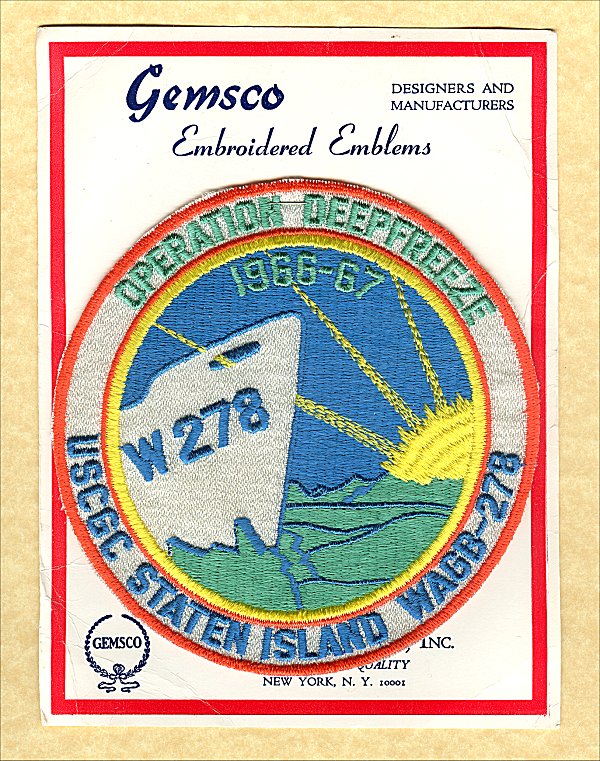 Gemsco
DESIGNERS AND
MANUFACTURERS
Embroidered Emblems
OPERATION DEEPFREEZE
1966-67
W 278
USCGC STATEN ISLAND WAGB-278
GEMSCO
, INC.
QUALITY
NEW YORK, N. Y. 10001